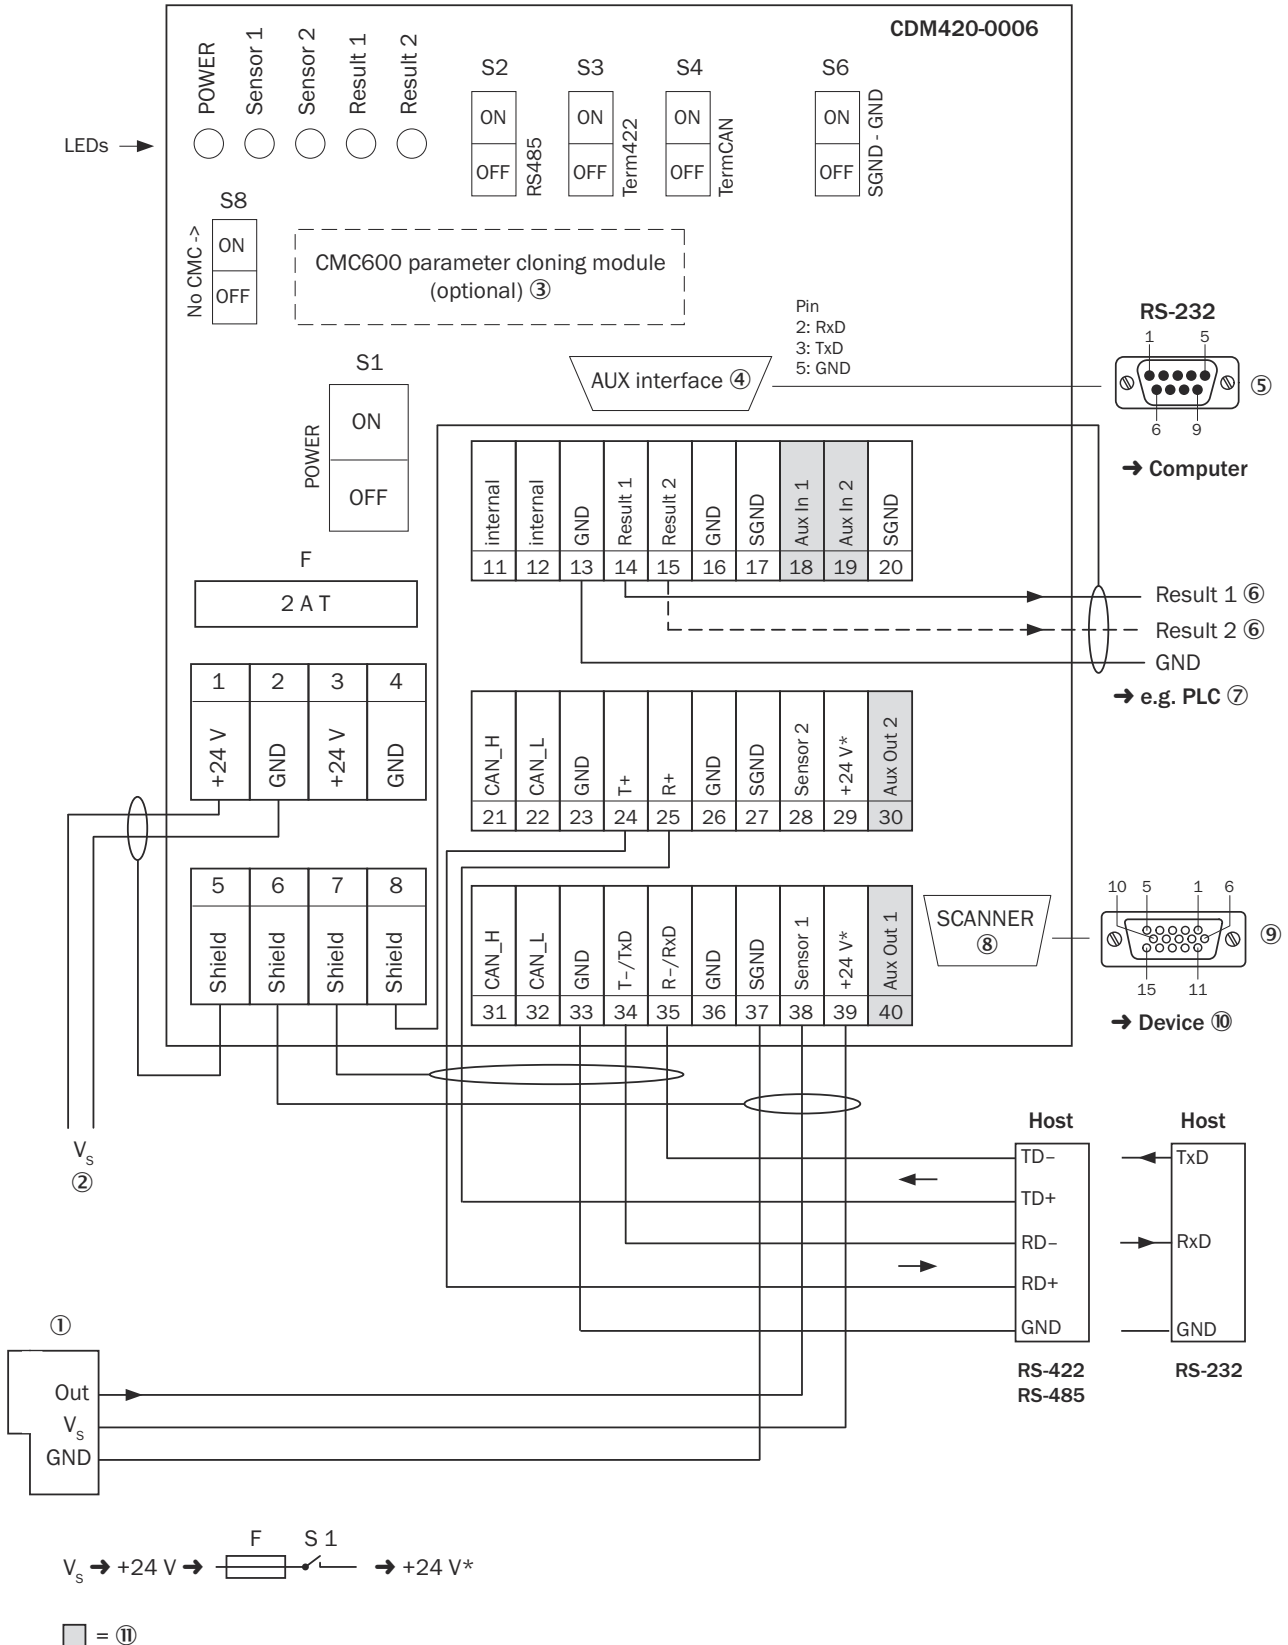 CDM420-0006
POWER
Sensor 1
Sensor 2
Result 1
Result 2
LEDs
S2
ON
OFF
RS485
S3
ON
OFF
Term422
S4
ON
OFF
TermCAN
S6
ON
OFF
SGND - GND
S8
ON
OFF
No CMC ->
CMC600 parameter cloning module
(optional) ③
S1
ON
OFF
POWER
AUX interface ④
Pin
2: RxD
3: TxD
5: GND
RS-232
1 5
6 9
⑤
➜ Computer
F
2 A T
internal internal GND Result 1 Result 2 GND SGND Aux In 1 Aux In 2 SGND
11 12 13 14 15 16 17 18 19 20
Result 1 ⑥
Result 2 ⑥
GND
➜ e.g. PLC ⑦
1 2 3 4
+24 V GND +24 V GND
CAN_H CAN_L GND T+ R+ GND SGND Sensor 2 +24 V* Aux Out 2
21 22 23 24 25 26 27 28 29 30
5 6 7 8
Shield Shield Shield Shield
CAN_H CAN_L GND T–/TxD R–/RxD GND SGND Sensor 1 +24 V* Aux Out 1
31 32 33 34 35 36 37 38 39 40
SCANNER
⑧
10 5 1 6
15 11
⑨
➜ Device ⑩
Vs
②
Host
TD–
TD+
RD–
RD+
GND
RS-422
RS-485
Host
TxD
RxD
GND
RS-232
①
Out
Vs
GND
F S 1
Vs ➜ +24 V ➜ ➜ +24 V*
= ⑪